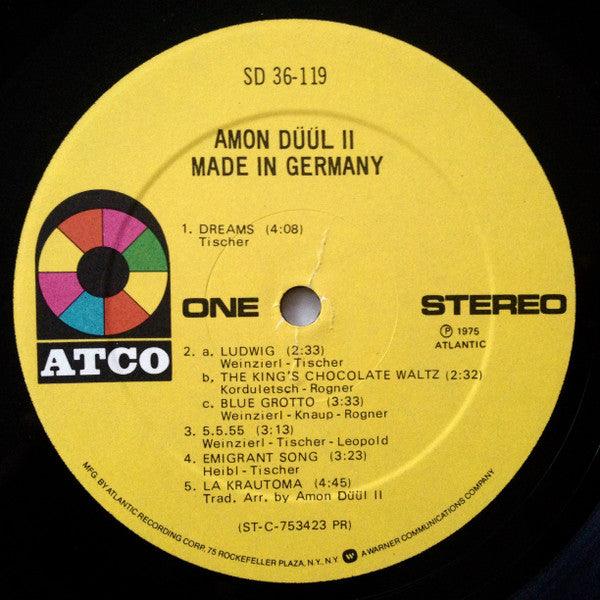 SD 36-119
AMON DÜÜL II
MADE IN GERMANY
1. DREAMS (4:08)
Tischer
ONE
STEREO
Ⓟ 1975
ATLANTIC
ATCO
2. a. LUDWIG (2:33)
Weinzierl - Tischer
b. THE KING'S CHOCOLATE WALTZ (2:32)
Korduletsch - Rogner
c. BLUE GROTTO (3:33)
Weinzierl - Knaup - Rogner
3. 5.5.55 (3:13)
Weinzierl - Tischer - Leopold
4. EMIGRANT SONG (3:23)
Heibl - Tischer
5. LA KRAUTOMA (4:45)
Trad. Arr. by Amon Düül II
(ST-C-753423 PR)
MFG. BY ATLANTIC RECORDING CORP. 75 ROCKEFELLER PLAZA, N.Y., N.Y. W A WARNER COMMUNICATIONS COMPANY